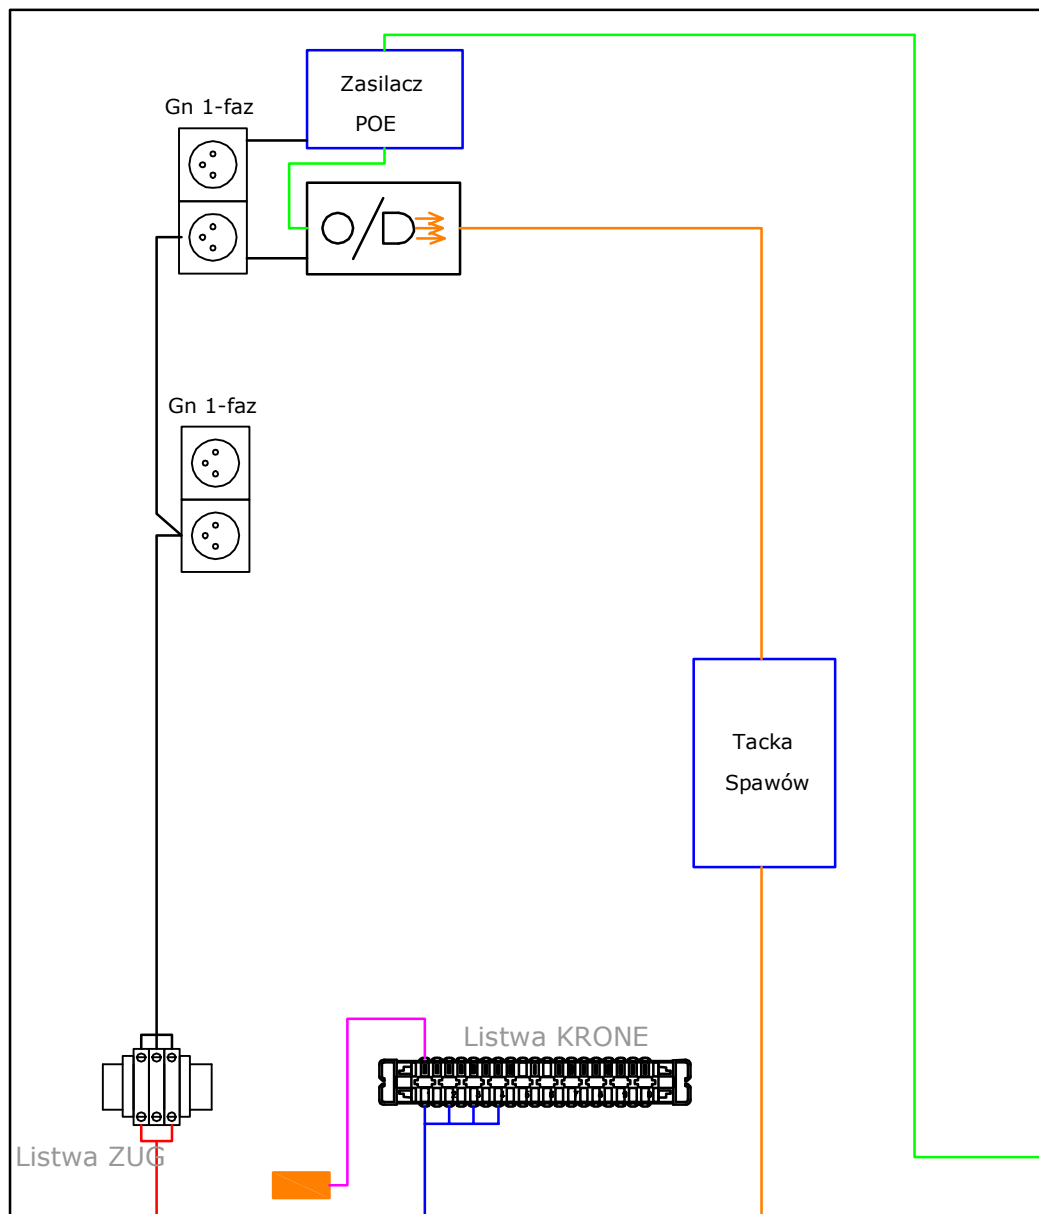 Zasilacz
POE
Gn 1-faz
Gn 1-faz
Tacka
Spawów
Listwa KRONE
Listwa ZUG